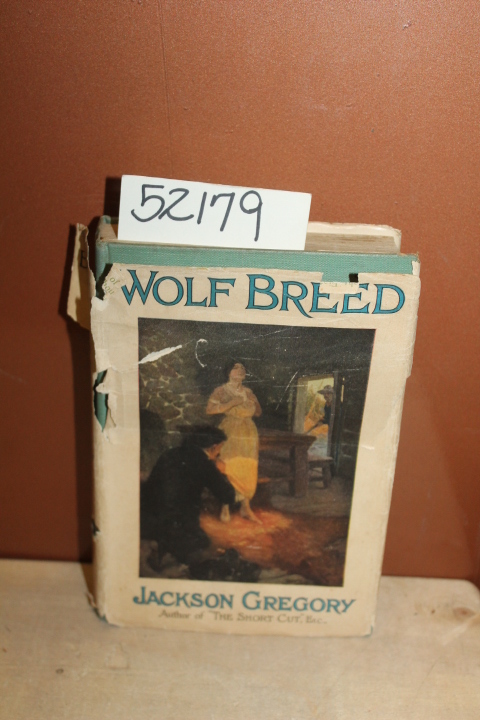 52179
WOLF BREED
JACKSON GREGORY
Author of "THE SHORT CUT, ETC.